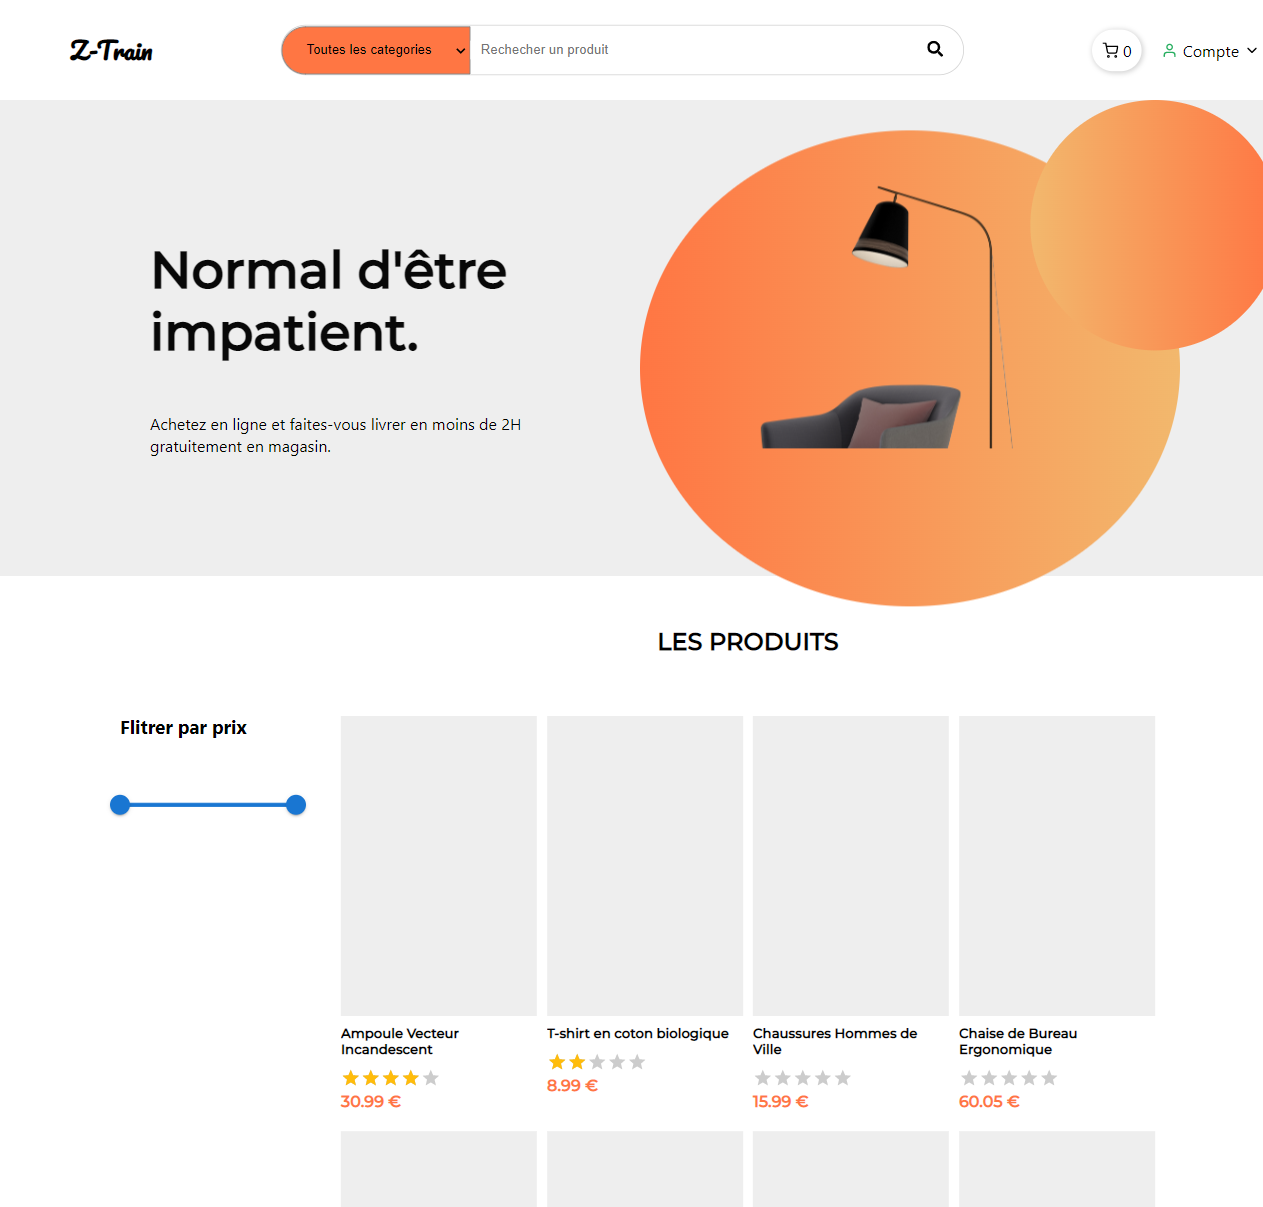 Z-Train
Toutes les categories
Rechecher un produit
0
Compte
Normal d'être
impatient.
Achetez en ligne et faites-vous livrer en moins de 2H
gratuitement en magasin.
LES PRODUITS
Flitrer par prix
Ampoule Vecteur
Incandescent
30.99 €
T-shirt en coton biologique
8.99 €
Chaussures Hommes de
Ville
15.99 €
Chaise de Bureau
Ergonomique
60.05 €